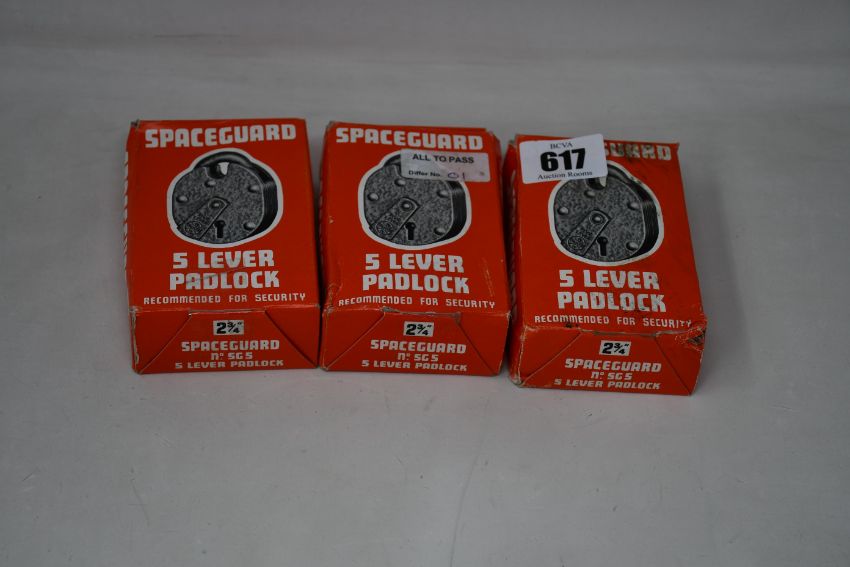 SPACEGUARD
5 LEVER
PADLOCK
RECOMMENDED FOR SECURITY
2¾"
SPACEGUARD
nº SG5
5 LEVER PADLOCK
SPACEGUARD
ALL TO PASS
Differ No. 01
5 LEVER
PADLOCK
RECOMMENDED FOR SECURITY
2¾"
SPACEGUARD
nº SG5
5 LEVER PADLOCK
GUARD
BCVA
617
Auction Rooms
5 LEVER
PADLOCK
RECOMMENDED FOR SECURITY
2¾"
SPACEGUARD
nº SG5
5 LEVER PADLOCK